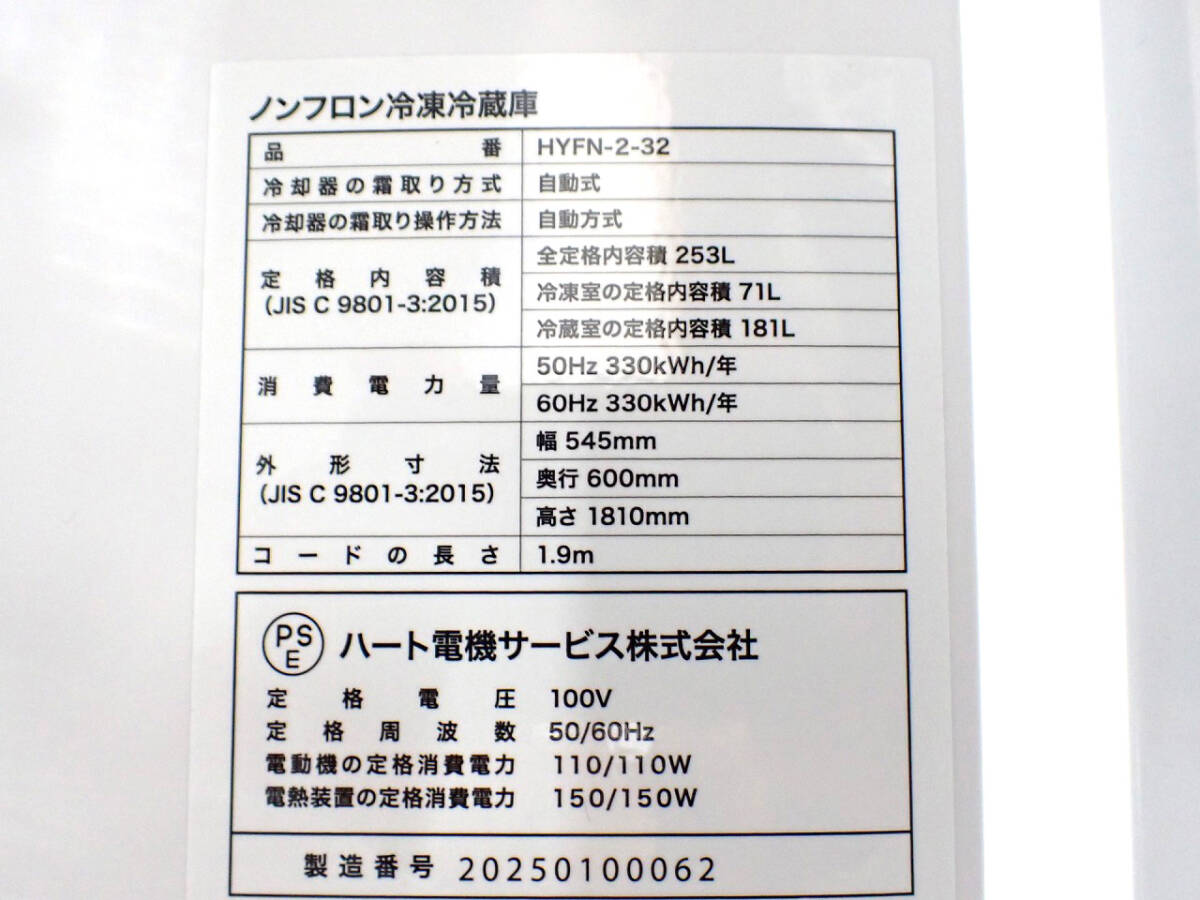 ノンフロン冷凍冷蔵庫
品番 HYFN-2-32
冷却器の霜取り方式 自動式
冷却器の霜取り操作方法 自動方式
定格内容積
(JIS C 9801-3:2015)
全定格内容積 253L
冷凍室の定格内容積 71L
冷蔵室の定格内容積 181L
消費電力量
50Hz 330kWh/年
60Hz 330kWh/年
外形寸法
(JIS C 9801-3:2015)
幅 545mm
奥行 600mm
高さ 1810mm
コードの長さ 1.9m
PSE ハート電機サービス株式会社
定格電圧 100V
定格周波数 50/60Hz
電動機の定格消費電力 110/110W
電熱装置の定格消費電力 150/150W
製造番号 20250100062